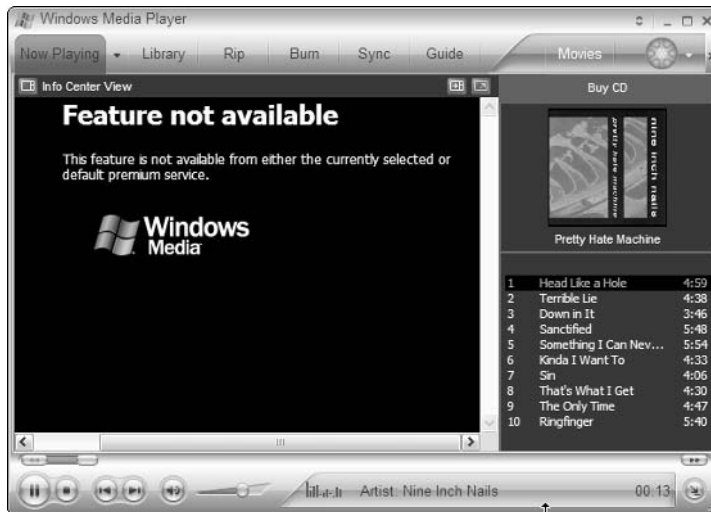 Windows Media Player
Now Playing Library Rip Burn Sync Guide Movies
Info Center View
Buy CD
Feature not available
This feature is not available from either the currently selected or
default premium service.
Windows
Media
pretty hate machine
nine inch nails
Pretty Hate Machine
1 Head Like a Hole 4:59
2 Terrible Lie 4:38
3 Down in It 3:46
4 Sanctified 5:48
5 Something I Can Nev... 5:54
6 Kinda I Want To 4:33
7 Sin 4:06
8 That's What I Get 4:30
9 The Only Time 4:47
10 Ringfinger 5:40
Artist: Nine Inch Nails 00:13